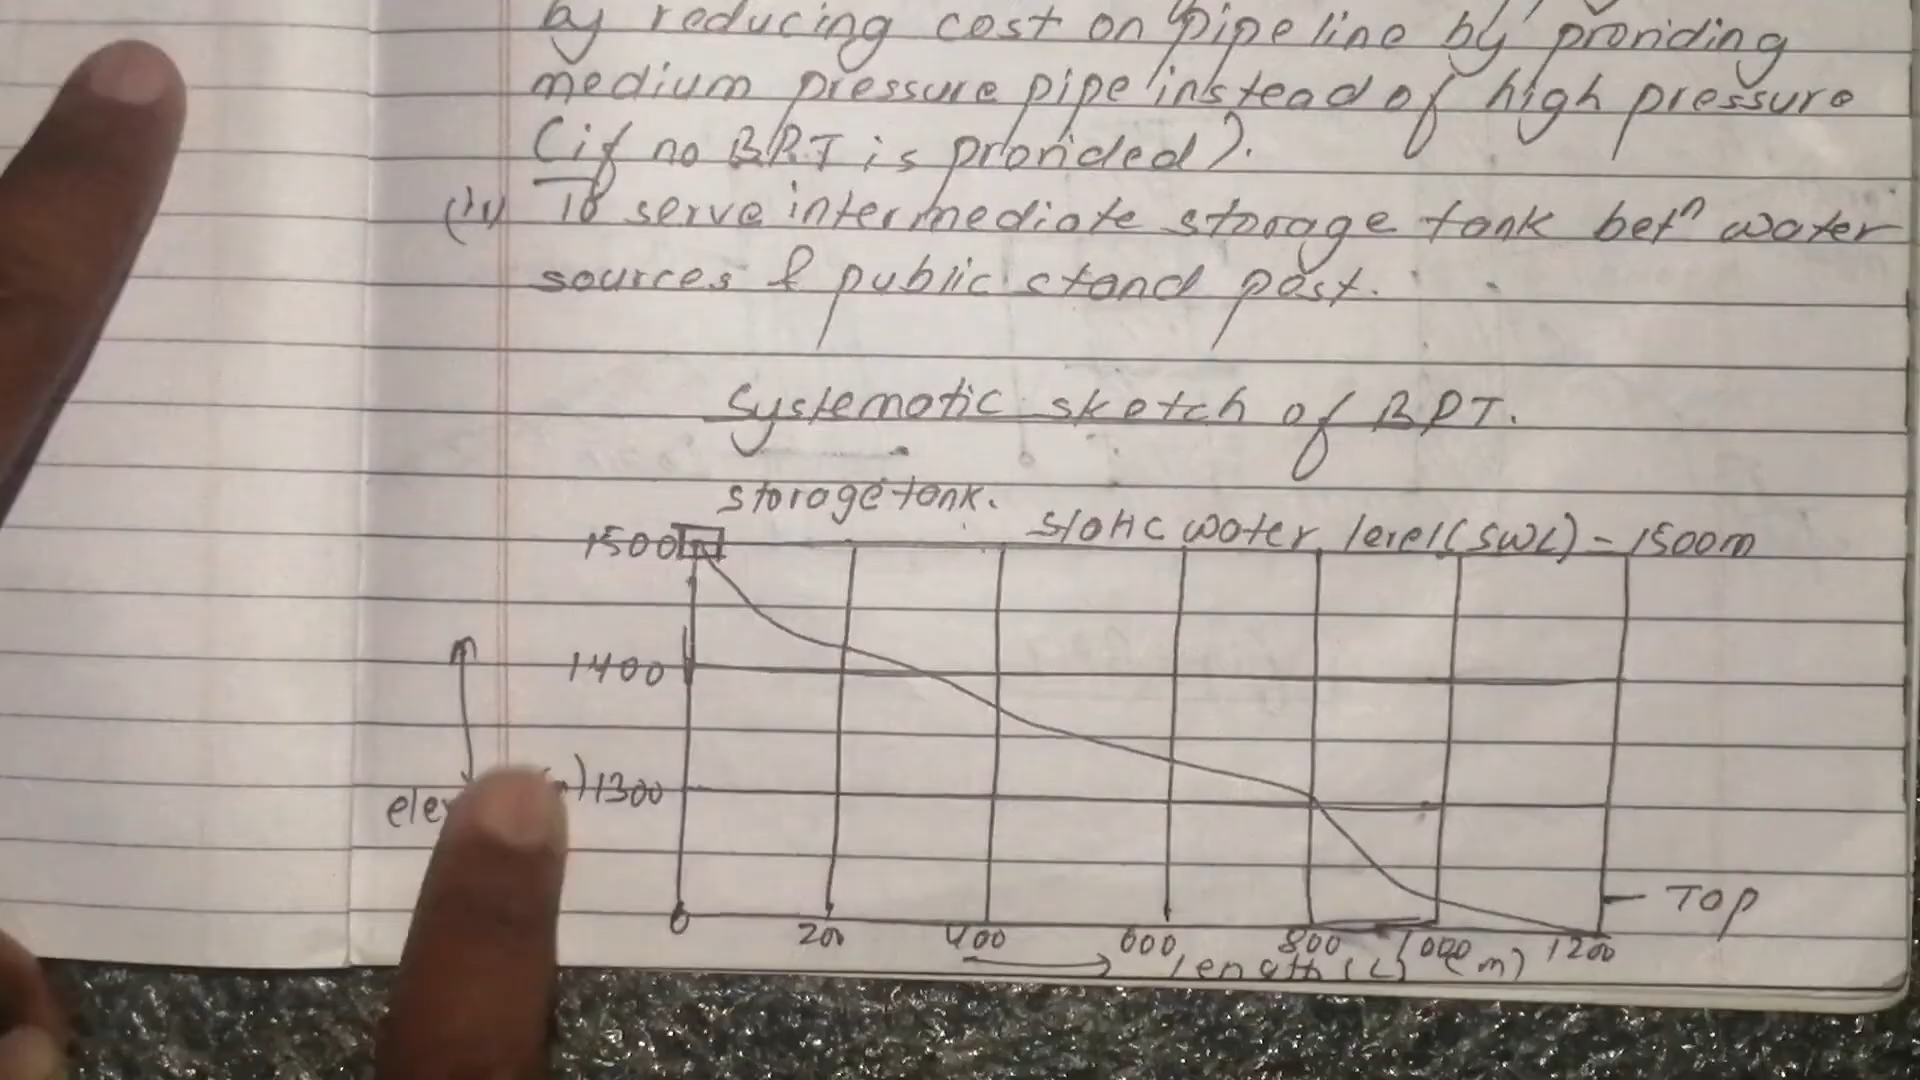 by reducing cost on pipe line by providing
medium pressure pipe instead of high pressure
(if no BPT is provided).
(iv) To serve intermediate storage tank betn water
sources & public stand post.
Systematic sketch of BPT.
storage tank.
static water level (SWL) - 1500m
1500
1400
1300
TOP
0 200 400 600 800 1000 1200
length (L) (m)